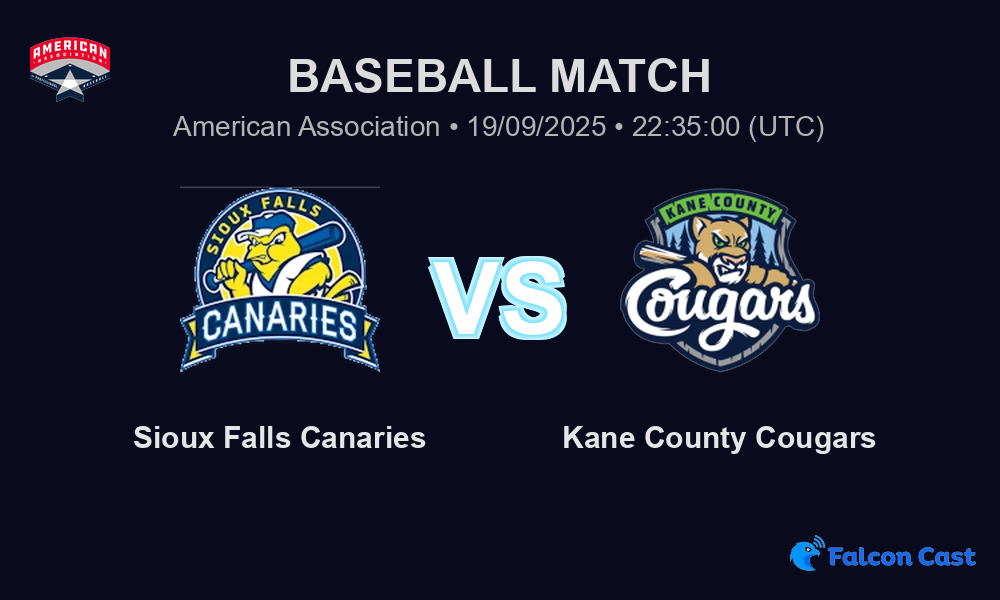 AMERICAN
ASSOCIATION
BASEBALL MATCH
American Association • 19/09/2025 • 22:35:00 (UTC)
SIOUX FALLS
CANARIES
VS
KANE COUNTY
Cougars
Sioux Falls Canaries
Kane County Cougars
Falcon Cast